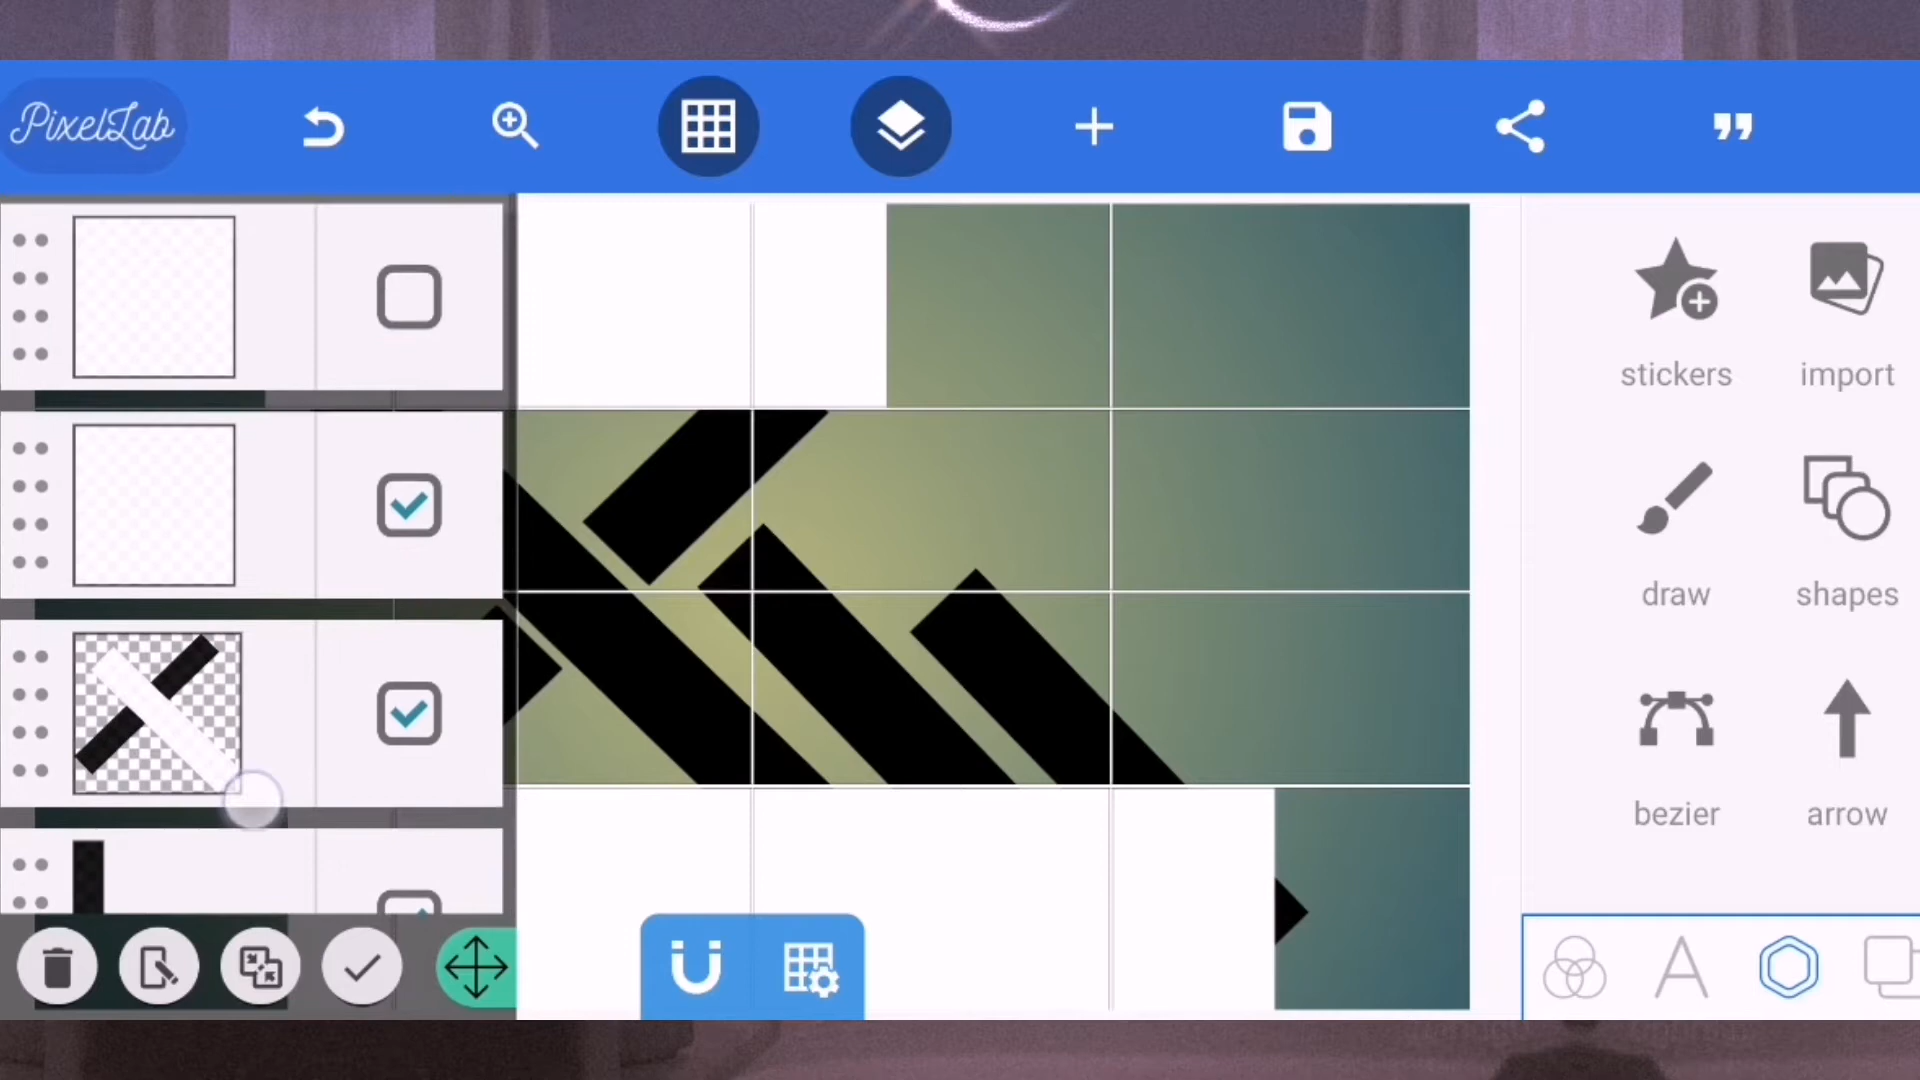 PixelLab
stickers
import
draw
shapes
bezier
arrow